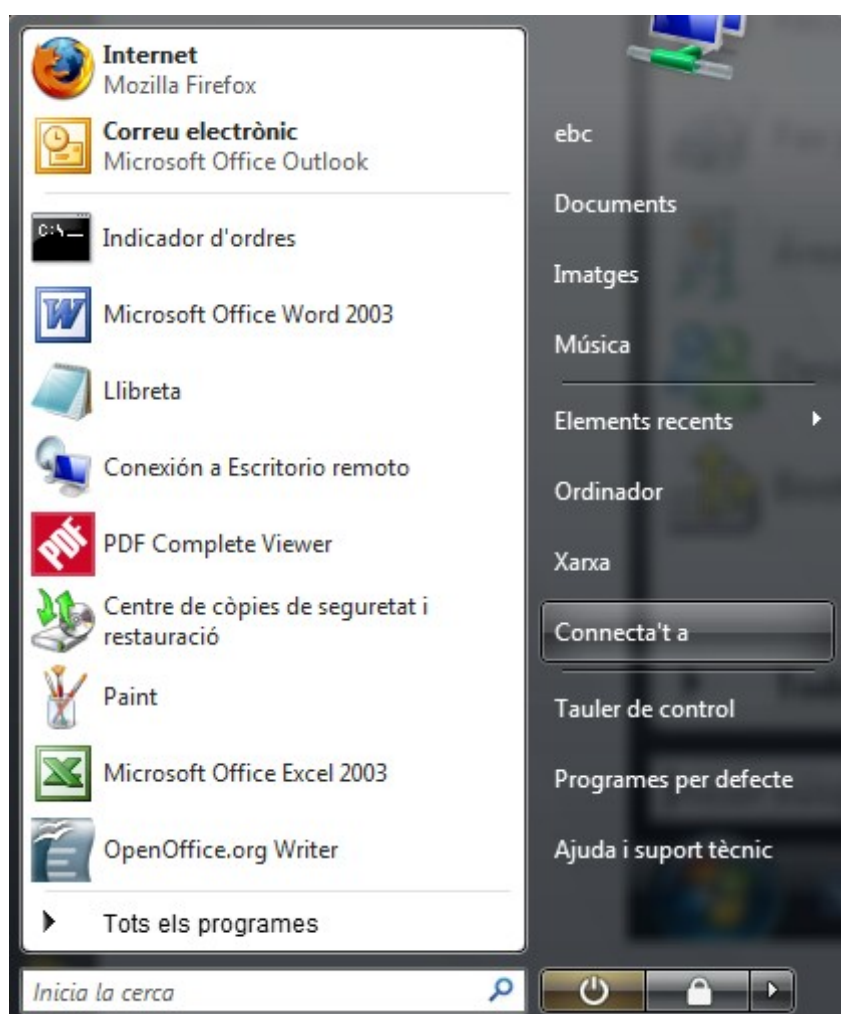 Internet
Mozilla Firefox
Correu electrònic
Microsoft Office Outlook
C:\_
Indicador d'ordres
Microsoft Office Word 2003
Llibreta
Conexión a Escritorio remoto
PDF
PDF Complete Viewer
Centre de còpies de seguretat i
restauració
Paint
Microsoft Office Excel 2003
OpenOffice.org Writer
Tots els programes
Inicia la cerca
ebc
Documents
Imatges
Música
Elements recents
Ordinador
Xarxa
Connecta't a
Tauler de control
Programes per defecte
Ajuda i suport tècnic